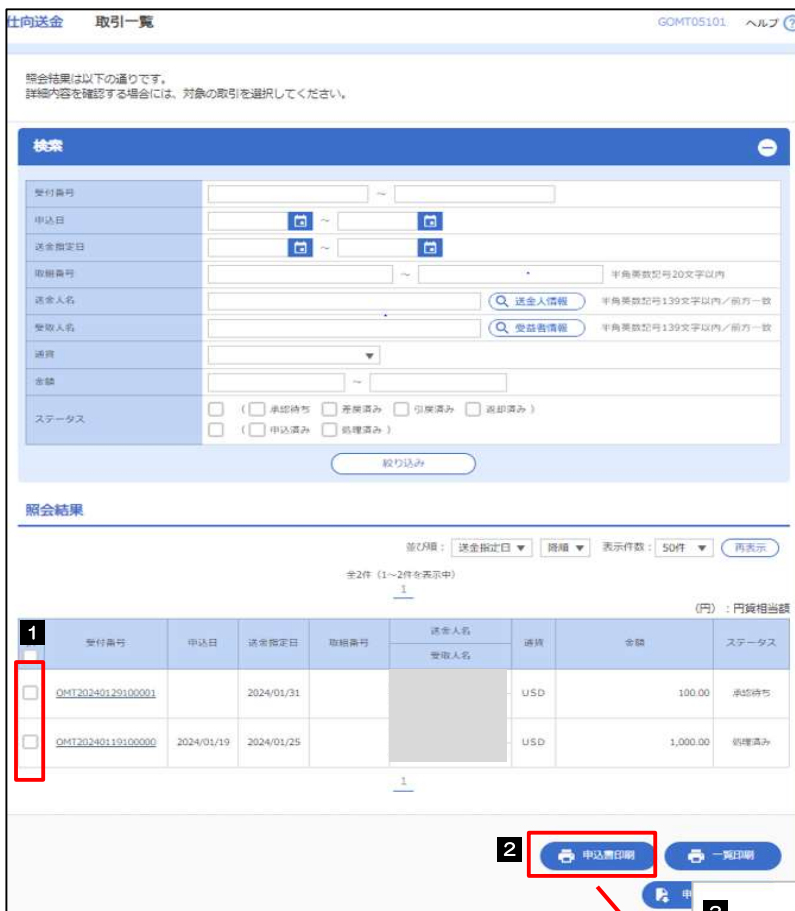 仕向送金 取引一覧 GOMT05101 ヘルプ
照会結果は以下の通りです。
詳細内容を確認する場合には、対象の取引を選択してください。
検索
受付番号 ～
申込日 ～
送金指定日 ～
取組番号 ～ 半角英数記号20文字以内
送金人名 送金人情報 半角英数記号139文字以内／前方一致
受取人名 受益者情報 半角英数記号139文字以内／前方一致
通貨
金額 ～
ステータス ( 承認待ち 差戻済み 引戻済み 返却済み )
( 申込済み 処理済み )
絞り込み
照会結果
並び順： 送金指定日 ▼ 降順 ▼ 表示件数： 50件 ▼ 再表示
全2件（1～2件を表示中）
1
(円) ：円貨相当額
1 受付番号 申込日 送金指定日 取組番号 送金人名 通貨 金額 ステータス
受取人名
OMT20240129100001 2024/01/31 USD 100.00 承認待ち
OMT20240119100000 2024/01/19 2024/01/25 USD 1,000.00 処理済み
1
2 申込書印刷 一覧印刷